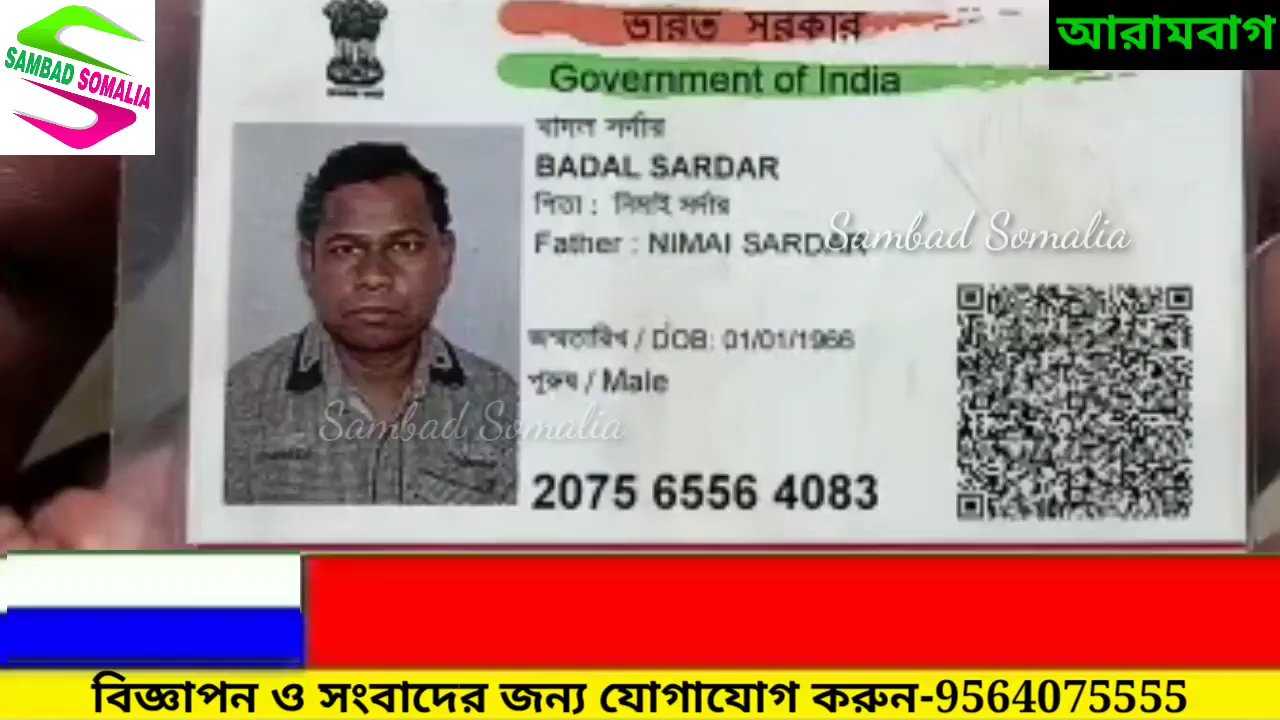 SAMBAD SOMALIA
আরামবাগ
ভারত সরকার
Government of India
বাদল সর্দার
BADAL SARDAR
পিতা : নিমাই সর্দার
Father : NIMAI SARDAR
Sambad Somalia
জন্মতারিখ / DOB: 01/01/1966
পুরুষ / Male
Sambad Somalia
2075 6556 4083
বিজ্ঞাপন ও সংবাদের জন্য যোগাযোগ করুন-9564075555